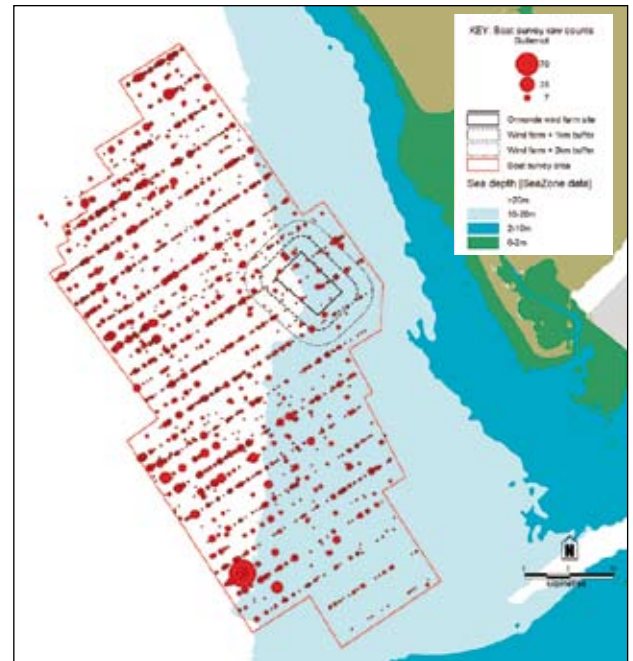 KEY: Boat survey raw counts
Guillemot
70
35
7
Ormonde wind farm site
Wind farm + 1km buffer
Wind farm + 2km buffer
Boat survey area
Sea depth [SeaZone data]
>20m
10-20m
2-10m
0-2m
N